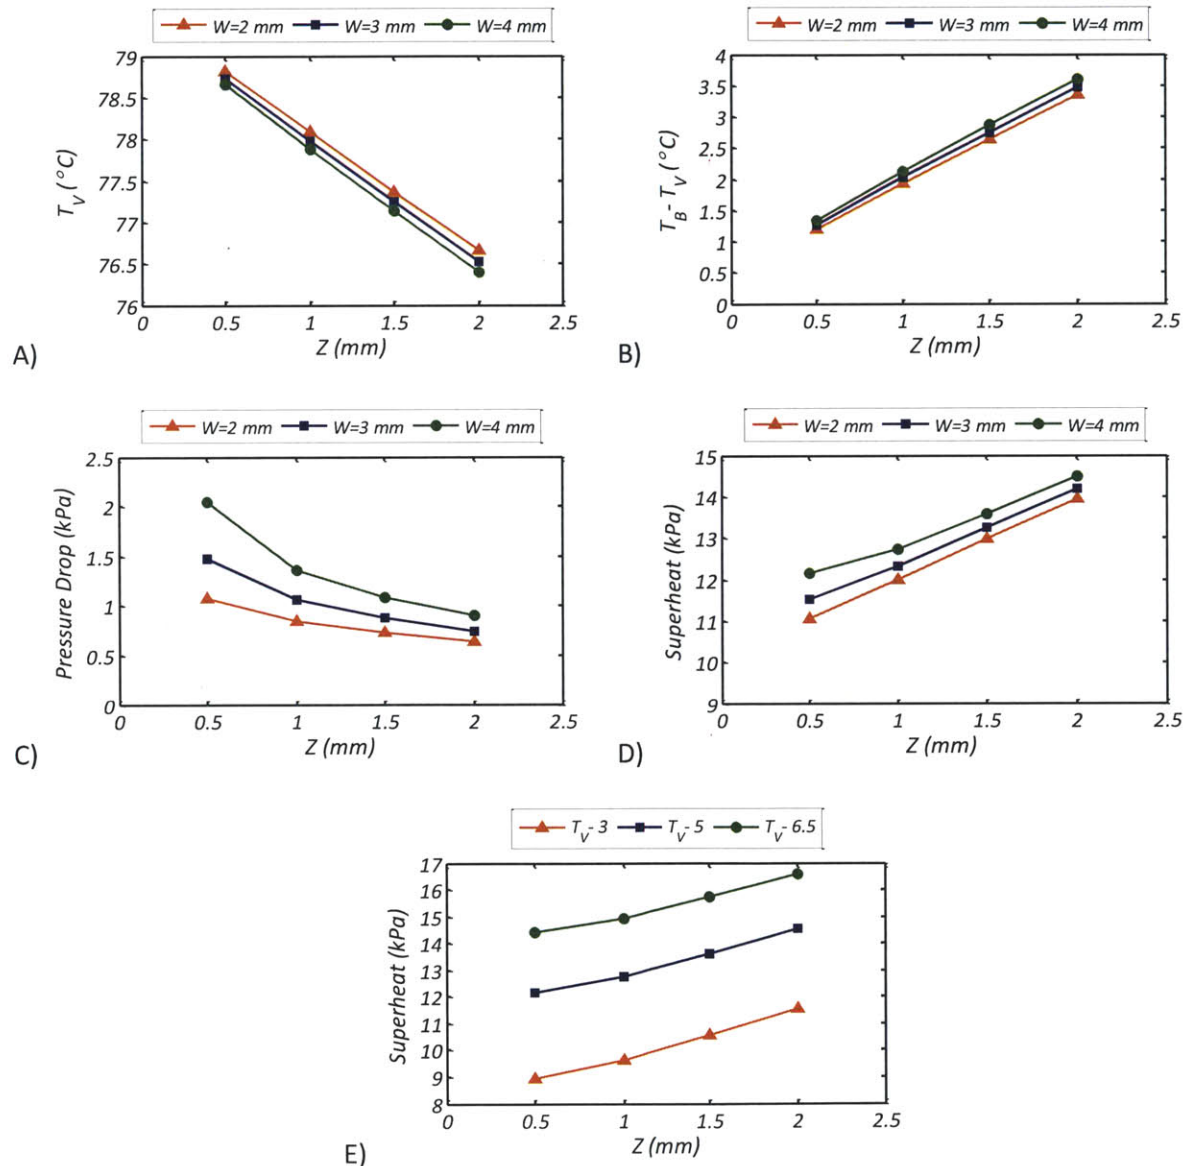 W=2 mm W=3 mm W=4 mm
79
78.5
78
77.5
77
76.5
76
T_V (°C)
0 0.5 1 1.5 2 2.5
Z (mm)
A)
W=2 mm W=3 mm W=4 mm
4
3.5
3
2.5
2
1.5
1
0.5
0
T_B - T_V (°C)
0 0.5 1 1.5 2 2.5
Z (mm)
B)
W=2 mm W=3 mm W=4 mm
2.5
2
1.5
1
0.5
0
Pressure Drop (kPa)
0 0.5 1 1.5 2 2.5
Z (mm)
C)
W=2 mm W=3 mm W=4 mm
15
14
13
12
11
10
9
Superheat (kPa)
0 0.5 1 1.5 2 2.5
Z (mm)
D)
T_V- 3 T_V- 5 T_V- 6.5
17
16
15
14
13
12
11
10
9
8
Superheat (kPa)
0 0.5 1 1.5 2 2.5
Z (mm)
E)